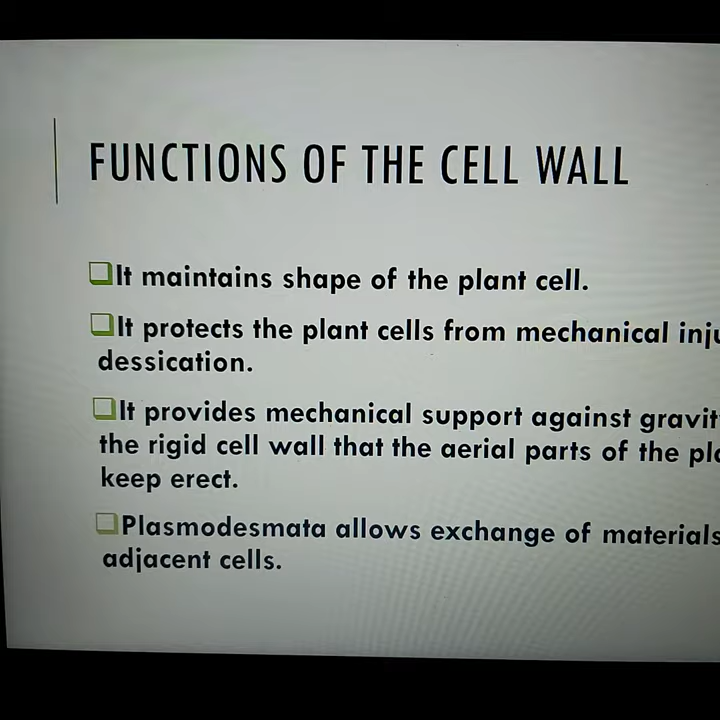 FUNCTIONS OF THE CELL WALL
It maintains shape of the plant cell.
It protects the plant cells from mechanical
dessication.
It provides mechanical support against
the rigid cell wall that the aerial parts of the
keep erect.
Plasmodesmata allows exchange of materials
adjacent cells.